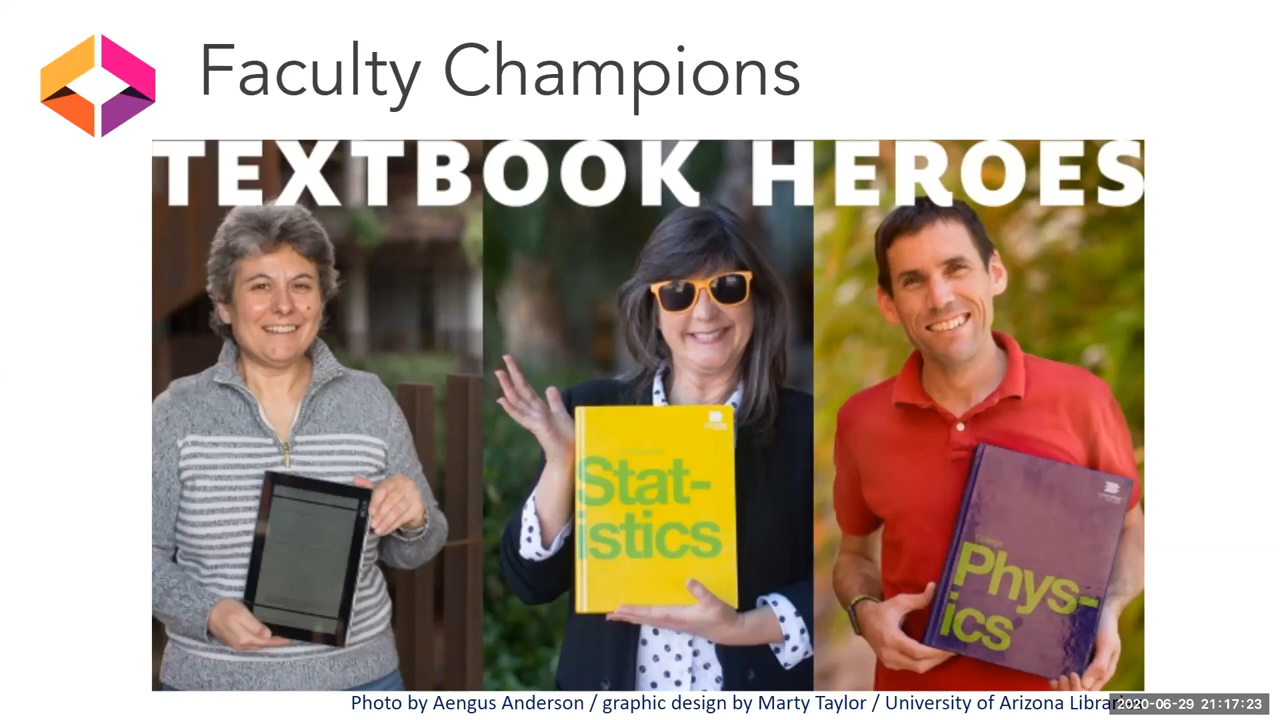 Faculty Champions
TEXTBOOK HEROES
Stat-
istics
College
Phys-
ics
Photo by Aengus Anderson / graphic design by Marty Taylor / University of Arizona
2020-06-29 21:17:23